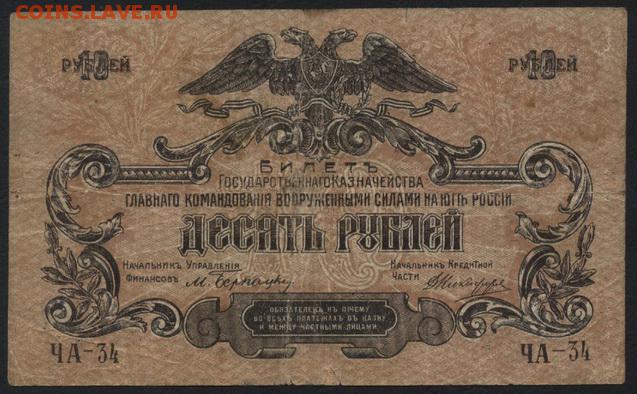 COINS.LAVE.RU
10 РУБЛЕЙ
10 РУБЛЕЙ
БИЛЕТЪ
ГОСУДАРСТВЕННАГО КАЗНАЧЕЙСТВА
ГЛАВНАГО КОМАНДОВАНІЯ ВООРУЖЕННЫМИ СИЛАМИ НА ЮГѢ РОССІИ
ДЕСЯТЬ РУБЛЕЙ
НАЧАЛЬНИКЪ УПРАВЛЕНІЯ
ФИНАНСОВЪ
НАЧАЛЬНИКЪ КРЕДИТНОЙ
ЧАСТИ
ОБЯЗАТЕЛЕНЪ КЪ ПРІЕМУ
ВО ВСѢХЪ ПЛАТЕЖАХЪ ВЪ КАЗНУ
И МЕЖДУ ЧАСТНЫМИ ЛИЦАМИ.
ЧА-34
ЧА-34